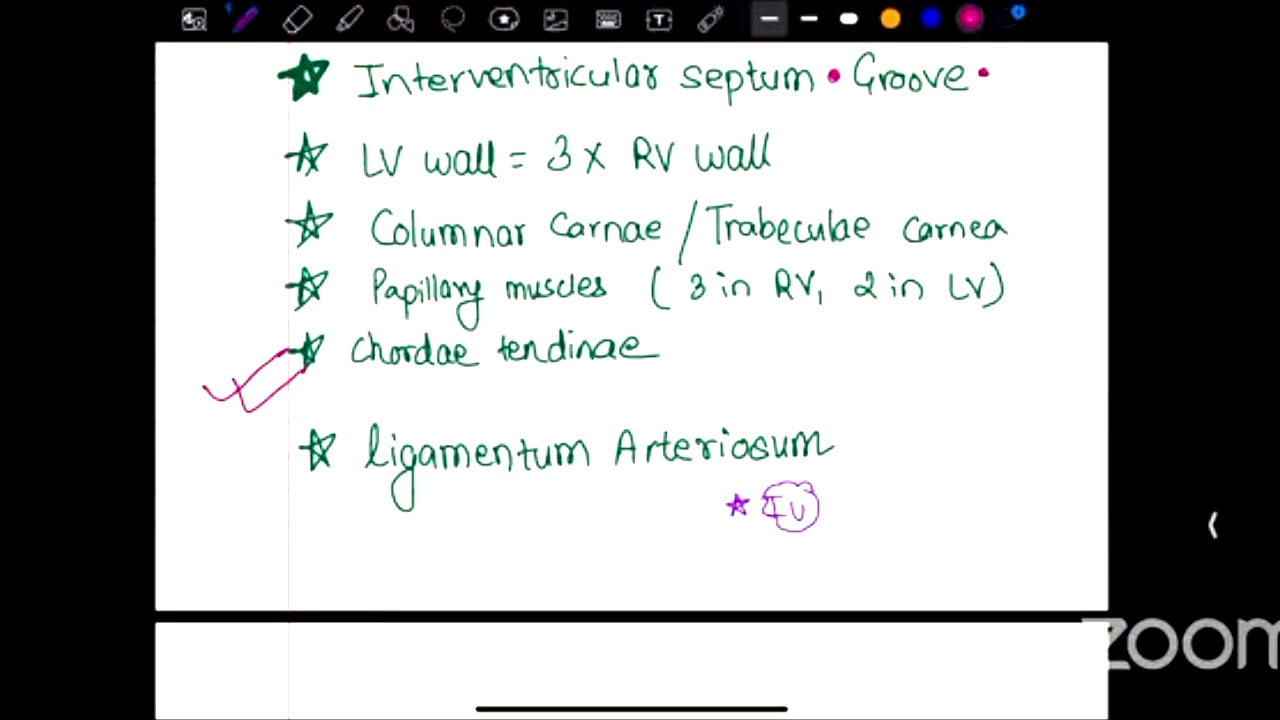 ★ Interventricular septum • Groove •
☆ LV wall = 3 x RV wall
☆ Columnar Carnae / Trabeculae carnea
☆ Papillary muscles ( 3 in RV, 2 in LV)
☆ Chordae tendinae
☆ ligamentum Arteriosum
★ IU
zoom